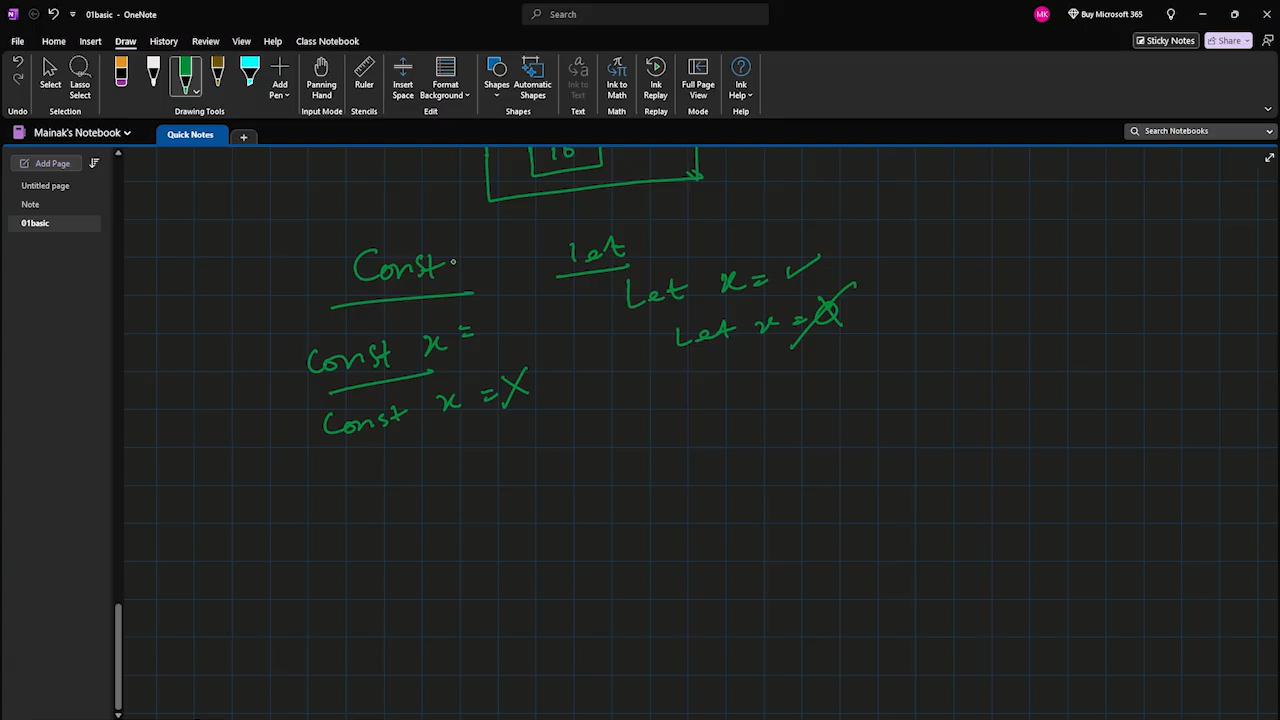 01basic - OneNote
Search
MK
Buy Microsoft 365
File Home Insert Draw History Review View Help Class Notebook
Sticky Notes
Share
Undo
Select
Lasso Select
Add Pen
Panning Hand
Ruler
Insert Space
Format Background
Shapes
Automatic Shapes
Ink to Text
Ink to Math
Ink Replay
Full Page View
Ink Help
Selection
Drawing Tools
Input Mode
Stencils
Edit
Shapes
Text
Math
Replay
Mode
Help
Mainak's Notebook
Quick Notes
Search Notebooks
Add Page
Untitled page
Note
01basic
10
Const
let
Let x = ✓
Let x =
Const x =
Const x = X